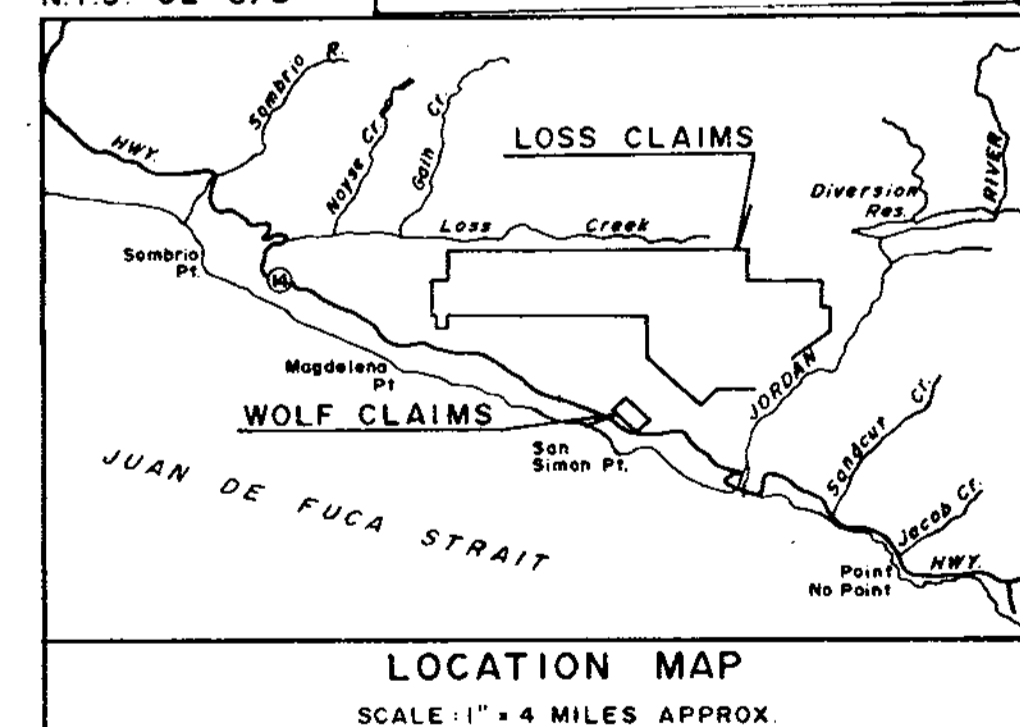 Sombrio R.
HWY.
Noyse Cr.
Gain Cr.
LOSS CLAIMS
Diversion
Res.
RIVER
Loss Creek
Sombrio
Pt.
14
Magdelena
Pt
JORDAN
WOLF CLAIMS
San
Simon Pt.
Sandcut Cr.
JUAN DE FUCA STRAIT
Jacob Cr.
HWY.
Point
No Point
LOCATION MAP
SCALE : 1" = 4 MILES APPROX.